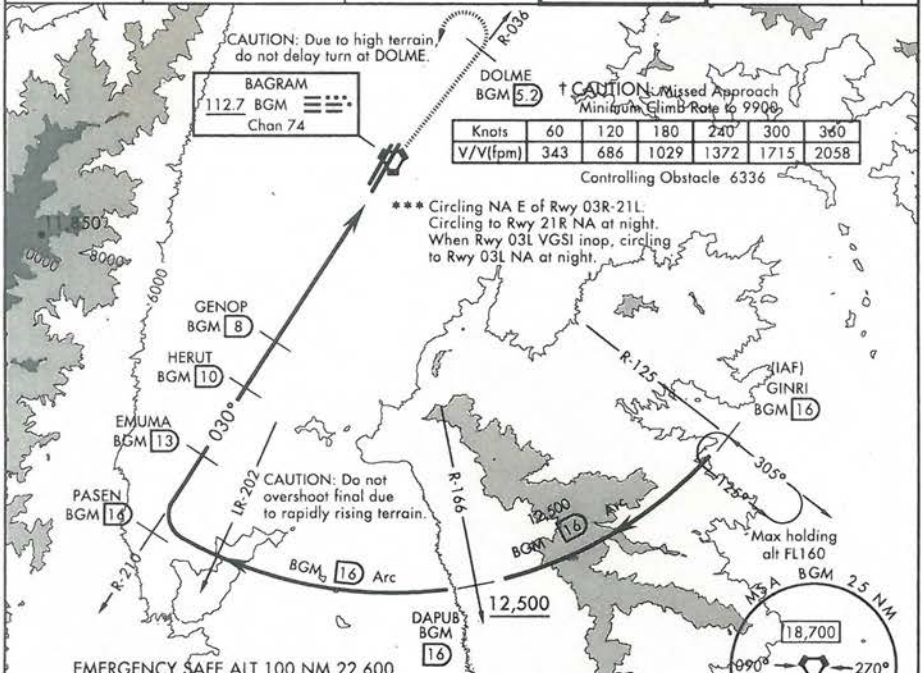 CAUTION: Due to high terrain,
do not delay turn at DOLME.
R-036
BAGRAM
112.7 BGM
Chan 74
DOLME
BGM 5.2
† CAUTION: Missed Approach
Minimum Climb Rate to 9900
Knots 60 120 180 240 300 360
V/V(fpm) 343 686 1029 1372 1715 2058
Controlling Obstacle 6336
*** Circling NA E of Rwy 03R-21L.
Circling to Rwy 21R NA at night.
When Rwy 03L VGSI inop, circling
to Rwy 03L NA at night.
11,850
8000
6000
GENOP
BGM 8
HERUT
BGM 10
EMUMA
BGM 13
030°
PASEN
BGM 16
R-210
LR-202
CAUTION: Do not
overshoot final due
to rapidly rising terrain.
R-166
R-125
(IAF)
GINRI
BGM 16
305°
125°
Max holding
alt FL160
12,500
BGM 16 Arc
BGM 16 Arc
12,500
DAPUB
BGM
16
MSA BGM 25 NM
18,700
090° 270°
EMERGENCY SAFE ALT 100 NM 22,600